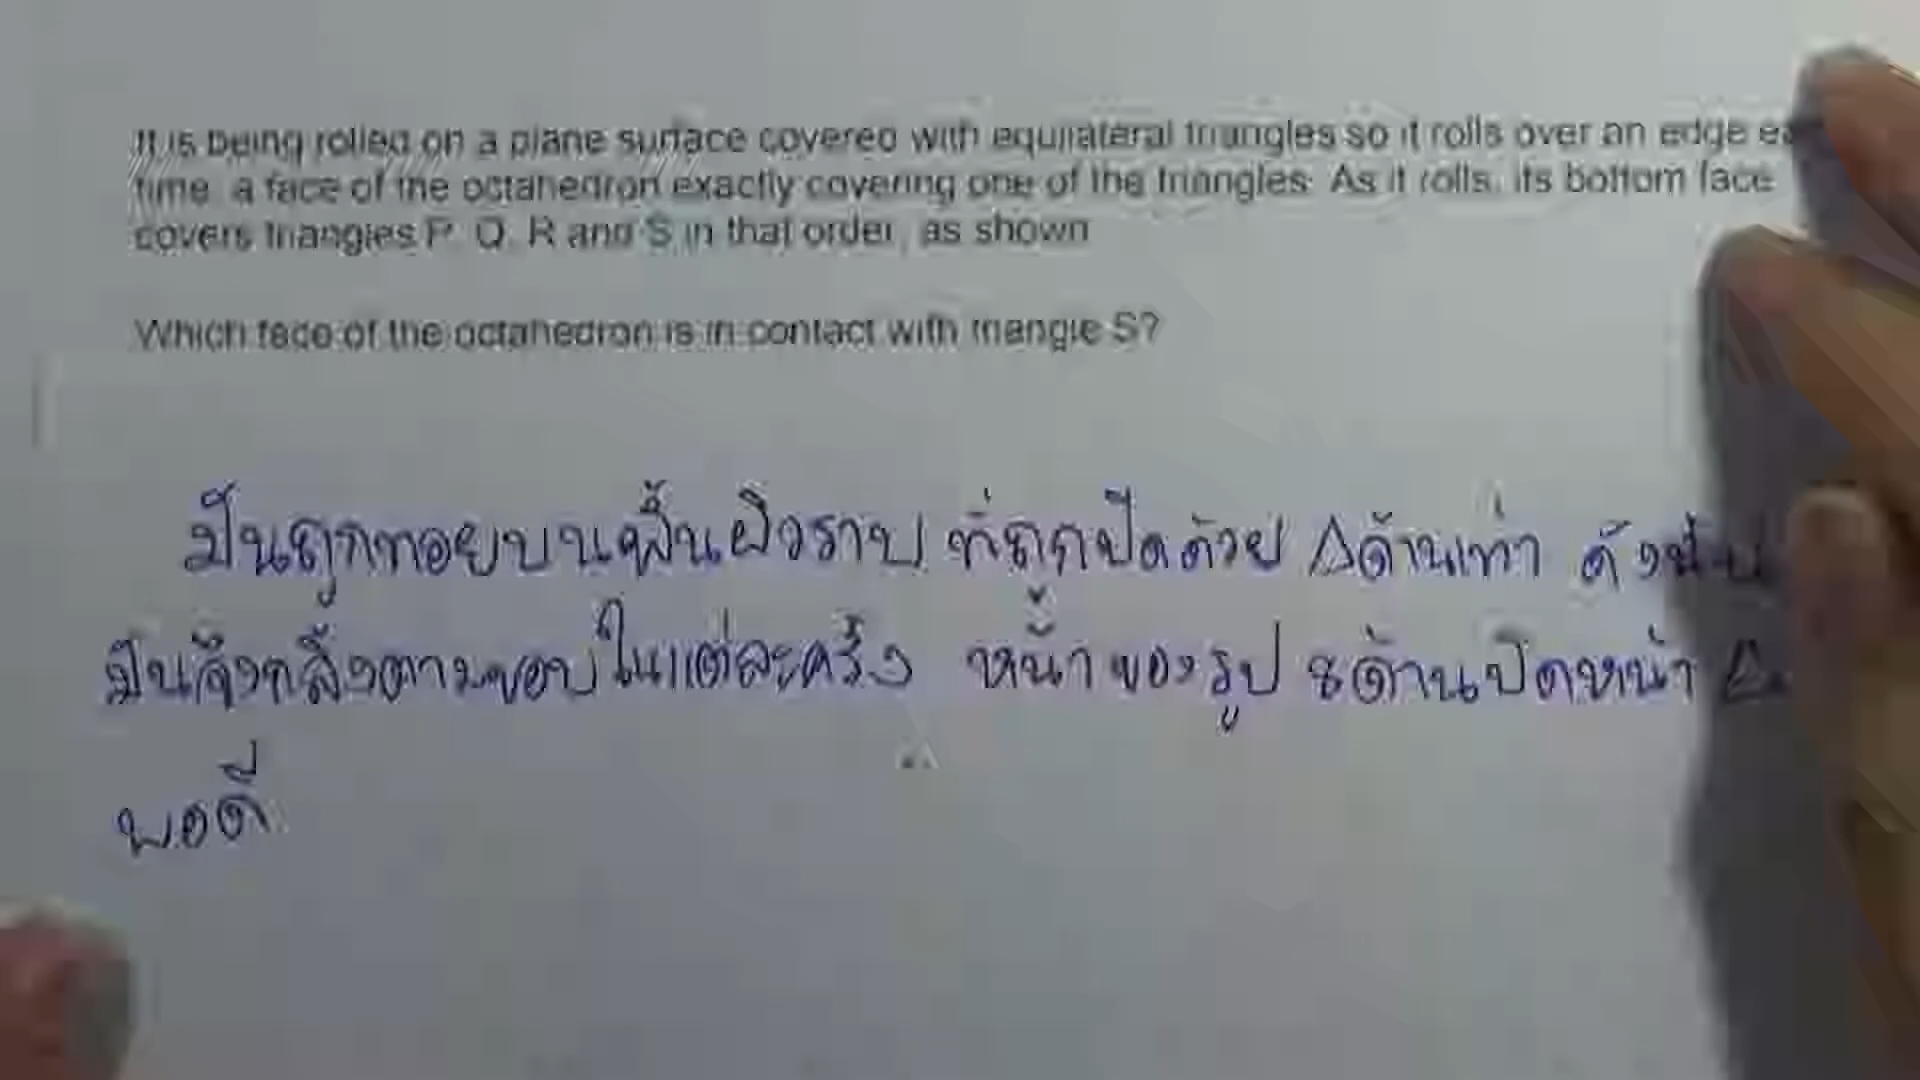 It is being rolled on a plane surface covered with equilateral triangles so it rolls over an edge
time, a face of the octahedron exactly covering one of the triangles. As it rolls, its bottom face
covers triangles P, Q, R and S in that order, as shown
Which face of the octahedron is in contact with triangle S?
มันถูกทอยบนพื้นผิวราบ ที่ถูกปิดด้วย △ด้านเท่า ดังนั้น
มันจึงกลิ้งตามขอบในแต่ละครั้ง หน้าของรูป 8ด้านปิดหน้า △
พอดี